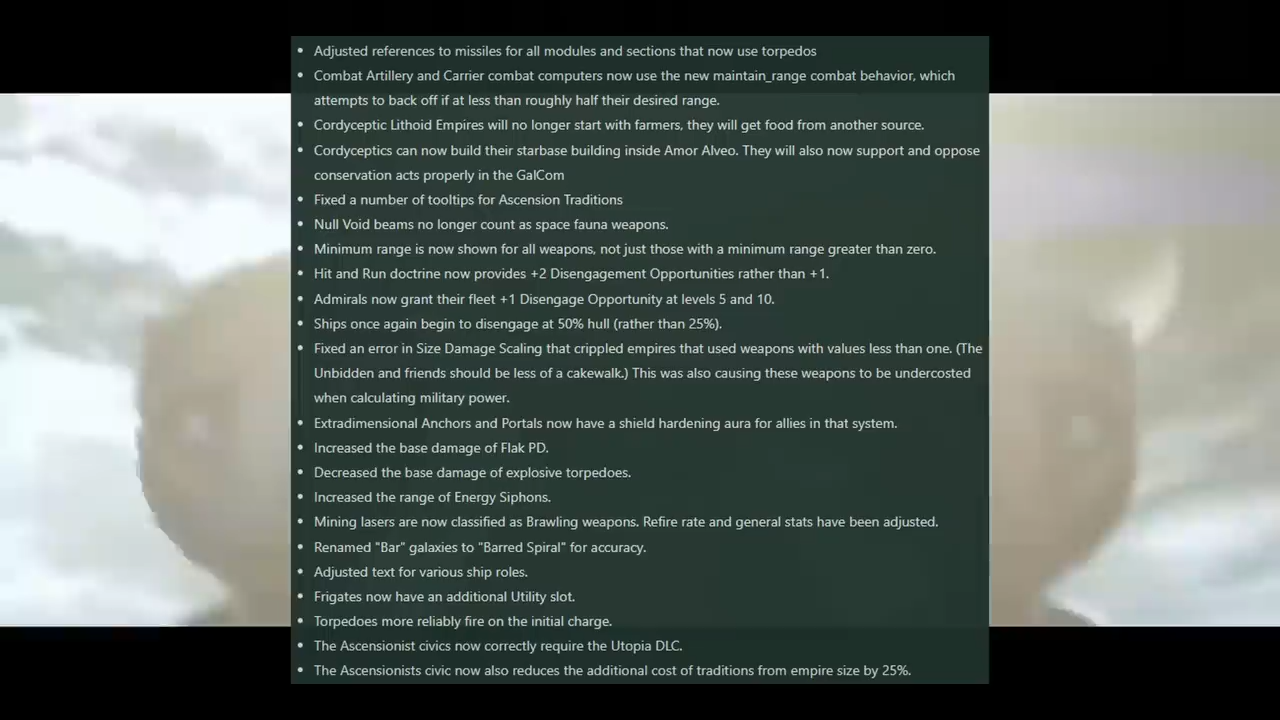 Adjusted references to missiles for all modules and sections that now use torpedos
Combat Artillery and Carrier combat computers now use the new maintain_range combat behavior, which
attempts to back off if at less than roughly half their desired range.
Cordyceptic Lithoid Empires will no longer start with farmers, they will get food from another source.
Cordyceptics can now build their starbase building inside Amor Alveo. They will also now support and oppose
conservation acts properly in the GalCom
Fixed a number of tooltips for Ascension Traditions
Null Void beams no longer count as space fauna weapons.
Minimum range is now shown for all weapons, not just those with a minimum range greater than zero.
Hit and Run doctrine now provides +2 Disengagement Opportunities rather than +1.
Admirals now grant their fleet +1 Disengage Opportunity at levels 5 and 10.
Ships once again begin to disengage at 50% hull (rather than 25%).
Fixed an error in Size Damage Scaling that crippled empires that used weapons with values less than one. (The
Unbidden and friends should be less of a cakewalk.) This was also causing these weapons to be undercosted
when calculating military power.
Extradimensional Anchors and Portals now have a shield hardening aura for allies in that system.
Increased the base damage of Flak PD.
Decreased the base damage of explosive torpedoes.
Increased the range of Energy Siphons.
Mining lasers are now classified as Brawling weapons. Refire rate and general stats have been adjusted.
Renamed "Bar" galaxies to "Barred Spiral" for accuracy.
Adjusted text for various ship roles.
Frigates now have an additional Utility slot.
Torpedoes more reliably fire on the initial charge.
The Ascensionist civics now correctly require the Utopia DLC.
The Ascensionists civic now also reduces the additional cost of traditions from empire size by 25%.